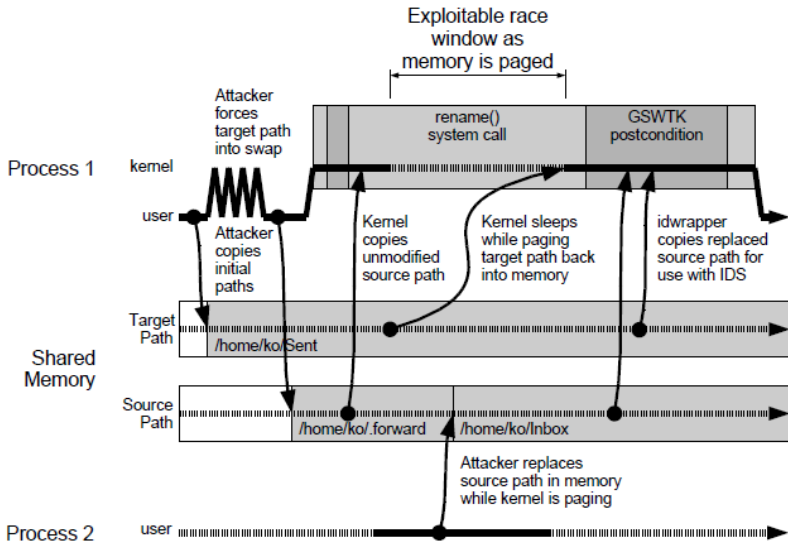 Exploitable race
window as
memory is paged
Attacker
forces
target path
into swap
rename()
system call
GSWTK
postcondition
Process 1
kernel
user
Attacker
copies
initial
paths
Kernel
copies
unmodified
source path
Kernel sleeps
while paging
target path back
into memory
idwrapper
copies replaced
source path for
use with IDS
Shared
Memory
Target
Path
/home/ko/Sent
Source
Path
/home/ko/.forward
/home/ko/Inbox
Attacker replaces
source path in memory
while kernel is paging
Process 2
user